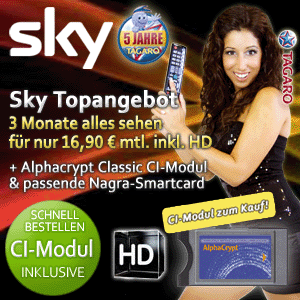 sky
5 JAHRE
TAGARO
TAGARO
Sky Topangebot
3 Monate alles sehen
für nur 16,90 € mtl. inkl. HD
+ Alphacrypt Classic CI-Modul
& passende Nagra-Smartcard
SCHNELL
BESTELLEN
CI-Modul
INKLUSIVE
HD
CI-Modul zum Kauf!
AlphaCrypt